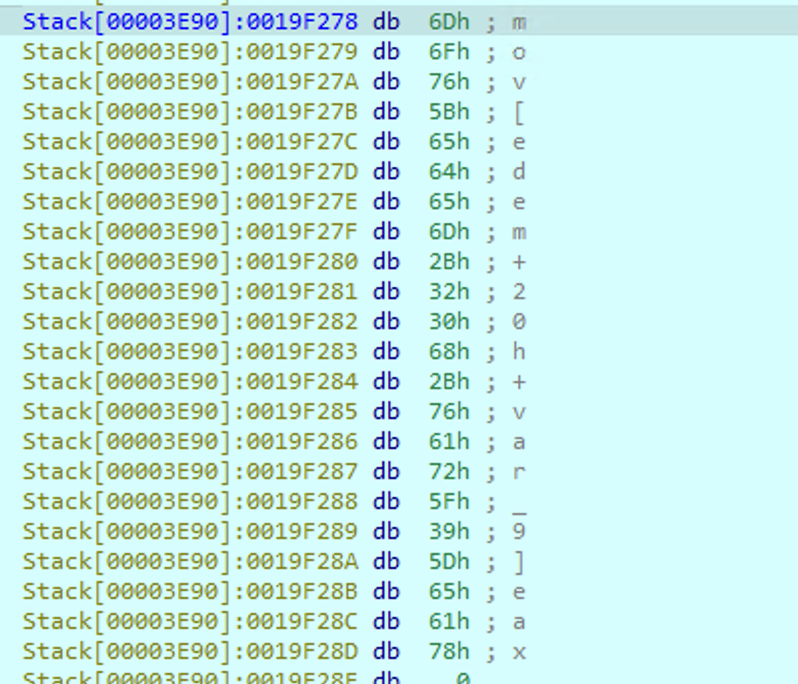 Stack[00003E90]:0019F278 db 6Dh ; m
Stack[00003E90]:0019F279 db 6Fh ; o
Stack[00003E90]:0019F27A db 76h ; v
Stack[00003E90]:0019F27B db 5Bh ; [
Stack[00003E90]:0019F27C db 65h ; e
Stack[00003E90]:0019F27D db 64h ; d
Stack[00003E90]:0019F27E db 65h ; e
Stack[00003E90]:0019F27F db 6Dh ; m
Stack[00003E90]:0019F280 db 2Bh ; +
Stack[00003E90]:0019F281 db 32h ; 2
Stack[00003E90]:0019F282 db 30h ; 0
Stack[00003E90]:0019F283 db 68h ; h
Stack[00003E90]:0019F284 db 2Bh ; +
Stack[00003E90]:0019F285 db 76h ; v
Stack[00003E90]:0019F286 db 61h ; a
Stack[00003E90]:0019F287 db 72h ; r
Stack[00003E90]:0019F288 db 5Fh ; _
Stack[00003E90]:0019F289 db 39h ; 9
Stack[00003E90]:0019F28A db 5Dh ; ]
Stack[00003E90]:0019F28B db 65h ; e
Stack[00003E90]:0019F28C db 61h ; a
Stack[00003E90]:0019F28D db 78h ; x
Stack[00003E90]:0019F28E db 0